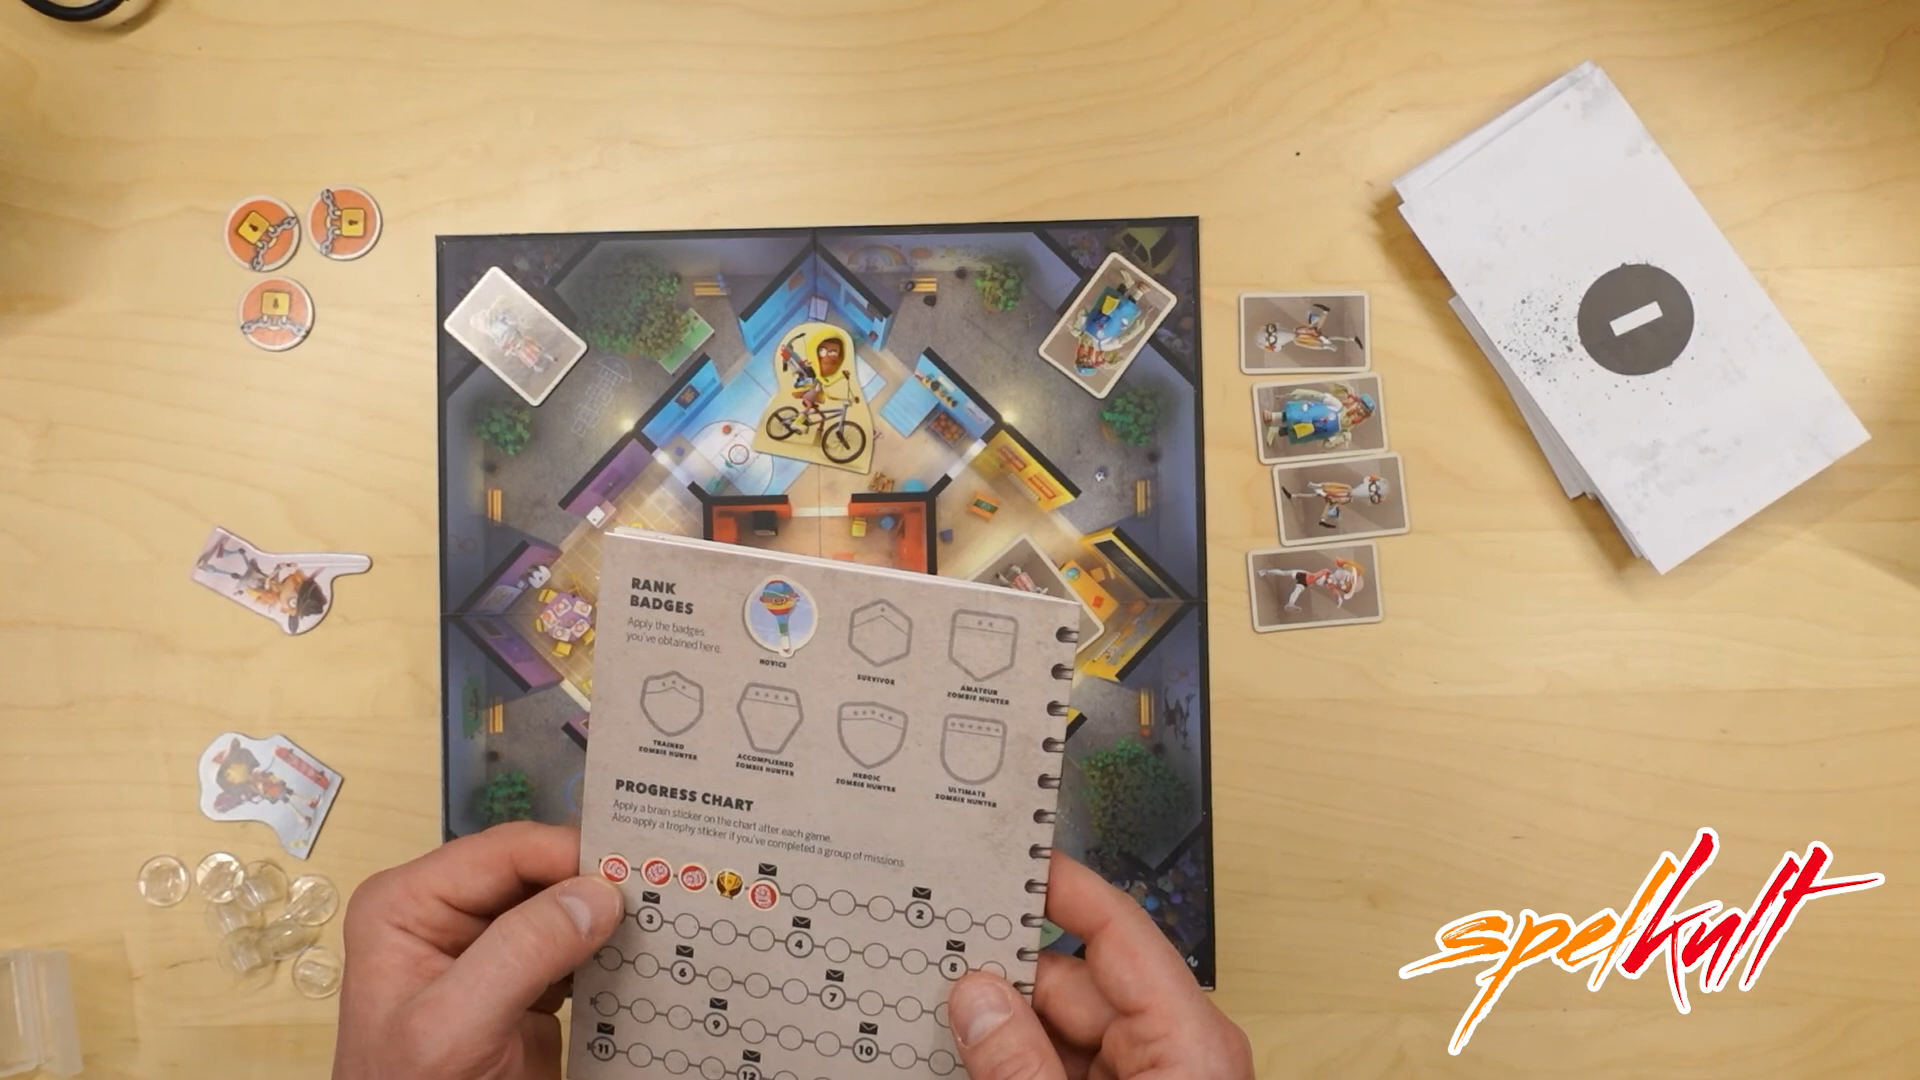 RANK
BADGES
Apply the badges
you've obtained here.
NOVICE
SURVIVOR
AMATEUR
ZOMBIE HUNTER
TRAINED
ZOMBIE HUNTER
ACCOMPLISHED
ZOMBIE HUNTER
HEROIC
ZOMBIE HUNTER
ULTIMATE
ZOMBIE HUNTER
PROGRESS CHART
Apply a brain sticker on the chart after each game.
Also apply a trophy sticker if you've completed a group of missions.
2
3
4
5
6
7
9
10
11
12
spelkult